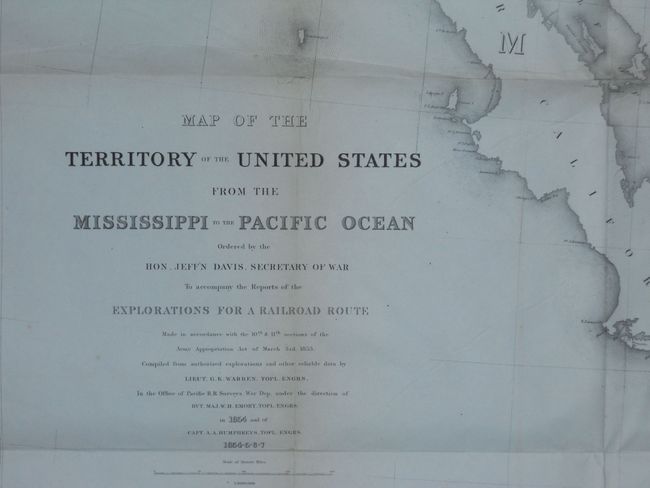 MAP OF THE
TERRITORY OF THE UNITED STATES
FROM THE
MISSISSIPPI TO THE PACIFIC OCEAN
Ordered by the
HON. JEFF'N DAVIS, SECRETARY OF WAR
To accompany the Reports of the
EXPLORATIONS FOR A RAILROAD ROUTE
Made in accordance with the 10th & 11th sections of the
Army Appropriation Act of March 3rd 1853.
Compiled from authorized explorations and other reliable data by
LIEUT. G.K. WARREN, TOPL. ENGRS.
In the Office of Pacific R.R. Surveys War Dep. under the direction of
BVT. MAJ. W.H. EMORY, TOPL. ENGRS.
in 1854 and of
CAPT. A.A. HUMPHREYS, TOPL. ENGRS.
1854-5-6-7
M
C A L I F O R